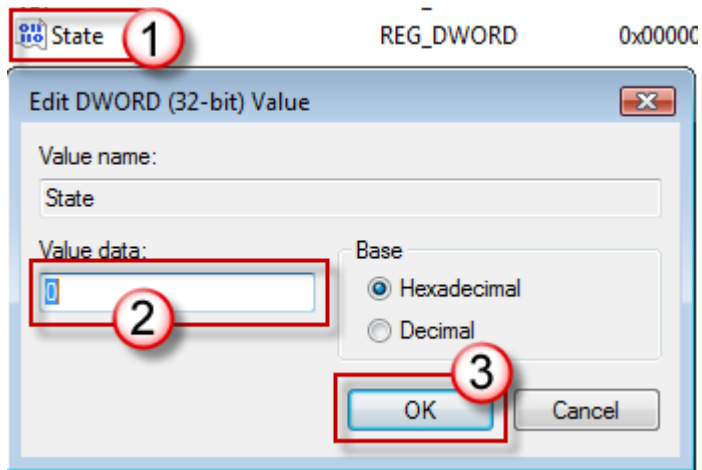 State 1 REG_DWORD 0x00000
Edit DWORD (32-bit) Value
Value name:
State
Value data: Base
0 Hexadecimal
2 Decimal
3
OK Cancel